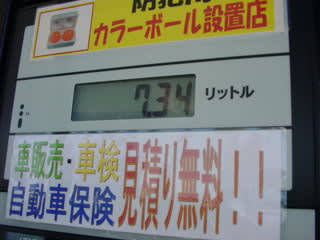 カラーボール設置店
7.34 リットル
車販売・車検
自動車保険
見積り無料!!